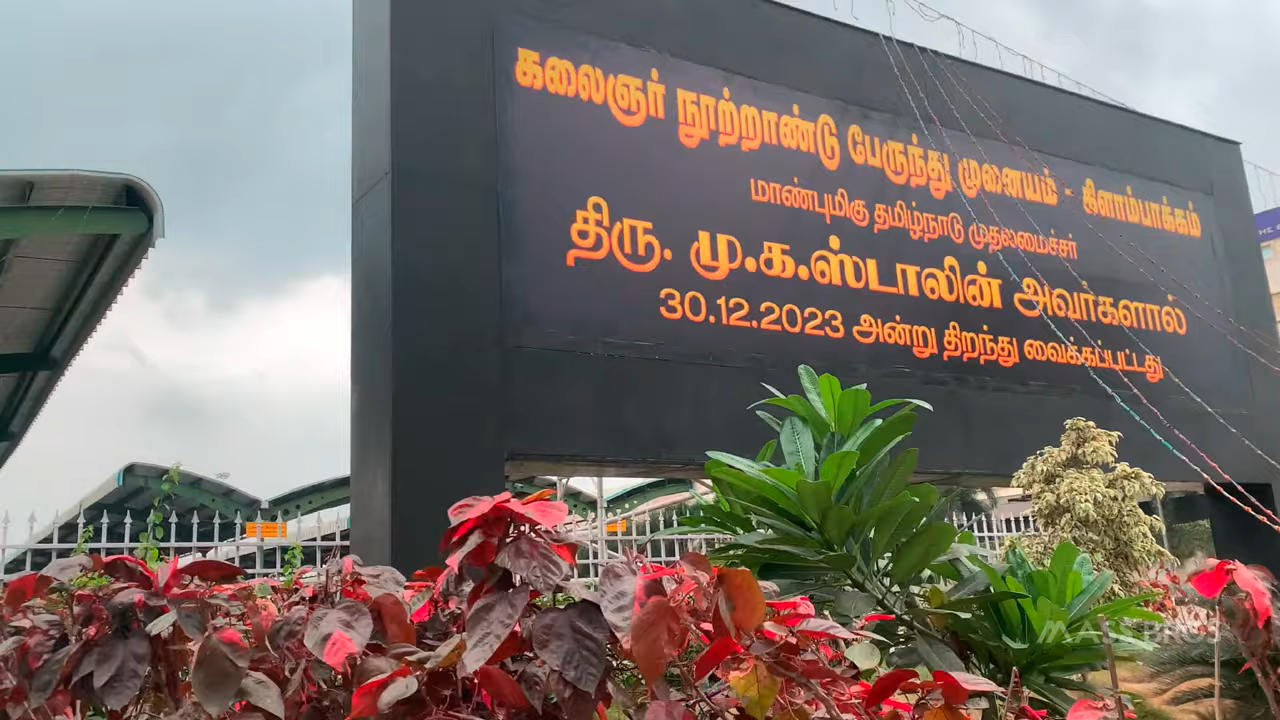 கலைஞர் நூற்றாண்டு பேருந்து முனையம் - கிளாம்பாக்கம்
மாண்புமிகு தமிழ்நாடு முதலமைச்சர்
திரு. மு.க.ஸ்டாலின் அவர்களால்
30.12.2023 அன்று திறந்து வைக்கப்பட்டது